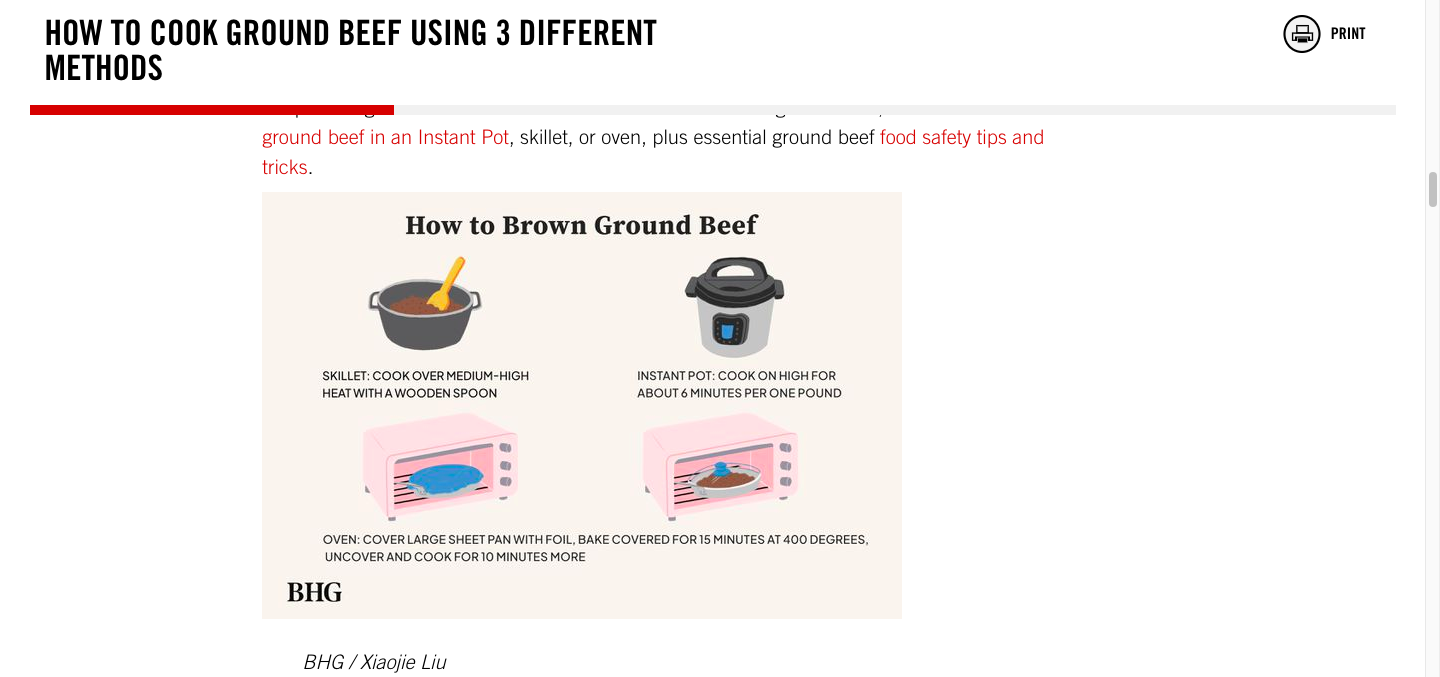 HOW TO COOK GROUND BEEF USING 3 DIFFERENT
METHODS
PRINT
ground beef in an Instant Pot, skillet, or oven, plus essential ground beef food safety tips and
tricks.
How to Brown Ground Beef
SKILLET: COOK OVER MEDIUM-HIGH
HEAT WITH A WOODEN SPOON
INSTANT POT: COOK ON HIGH FOR
ABOUT 6 MINUTES PER ONE POUND
OVEN: COVER LARGE SHEET PAN WITH FOIL, BAKE COVERED FOR 15 MINUTES AT 400 DEGREES,
UNCOVER AND COOK FOR 10 MINUTES MORE
BHG
BHG / Xiaojie Liu